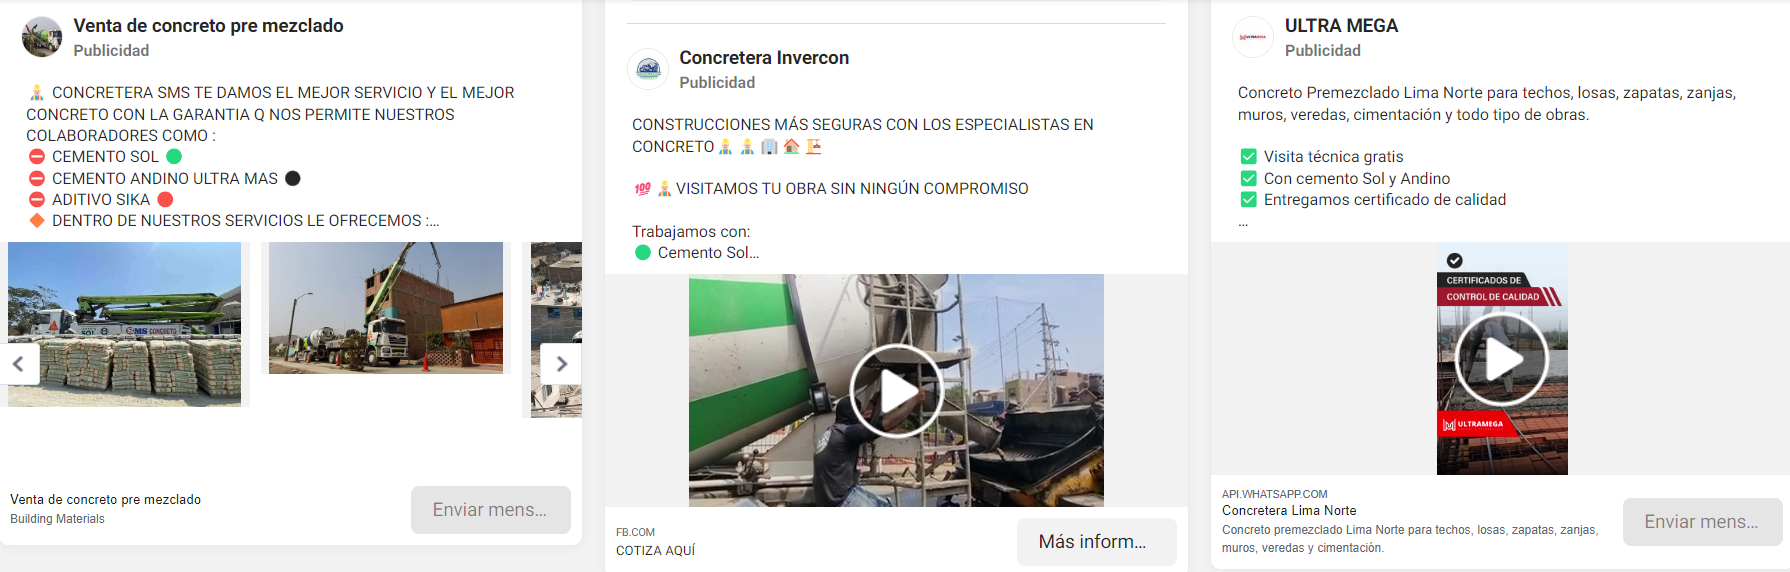 Venta de concreto pre mezclado
Publicidad
CONCRETERA SMS TE DAMOS EL MEJOR SERVICIO Y EL MEJOR
CONCRETO CON LA GARANTIA Q NOS PERMITE NUESTROS
COLABORADORES COMO :
⛔ CEMENTO SOL 🟢
⛔ CEMENTO ANDINO ULTRA MAS ⚫
⛔ ADITIVO SIKA 🔴
🔶 DENTRO DE NUESTROS SERVICIOS LE OFRECEMOS :...
SOL
MS CONCRETO
Venta de concreto pre mezclado
Building Materials
Enviar mens...
Concretera Invercon
Publicidad
CONSTRUCCIONES MÁS SEGURAS CON LOS ESPECIALISTAS EN
CONCRETO
💯 VISITAMOS TU OBRA SIN NINGÚN COMPROMISO
Trabajamos con:
🟢 Cemento Sol...
FB.COM
COTIZA AQUÍ
Más inform...
ULTRAMEGA
ULTRA MEGA
Publicidad
Concreto Premezclado Lima Norte para techos, losas, zapatas, zanjas,
muros, veredas, cimentación y todo tipo de obras.
✅ Visita técnica gratis
✅ Con cemento Sol y Andino
✅ Entregamos certificado de calidad
...
CERTIFICADOS DE
CONTROL DE CALIDAD
ULTRAMEGA
API.WHATSAPP.COM
Concretera Lima Norte
Concreto premezclado Lima Norte para techos, losas, zapatas, zanjas,
muros, veredas y cimentación.
Enviar mens...